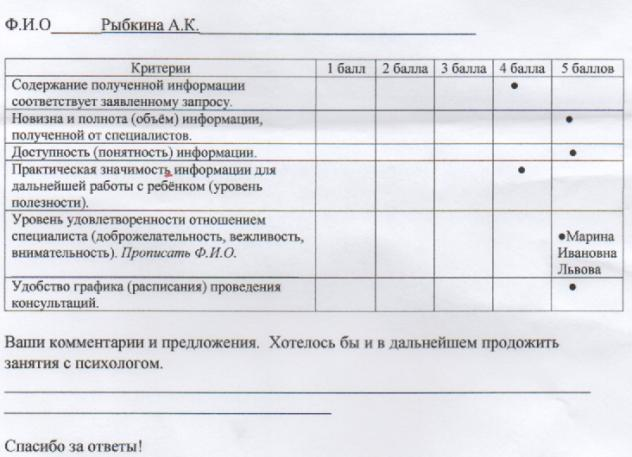 Ф.И.О______Рыбкина А.К.______________________________
Критерии 1 балл 2 балла 3 балла 4 балла 5 баллов
Содержание полученной информации
соответствует заявленному запросу. ●
Новизна и полнота (объём) информации,
полученной от специалистов. ●
Доступность (понятность) информации. ●
Практическая значимость информации для
дальнейшей работы с ребёнком (уровень
полезности). ●
Уровень удовлетворенности отношением
специалиста (доброжелательность, вежливость,
внимательность). Прописать Ф.И.О.
●Марина
Ивановна
Львова
Удобство графика (расписания) проведения
консультаций. ●
Ваши комментарии и предложения. Хотелось бы и в дальнейшем продожить
занятия с психологом.
Спасибо за ответы!